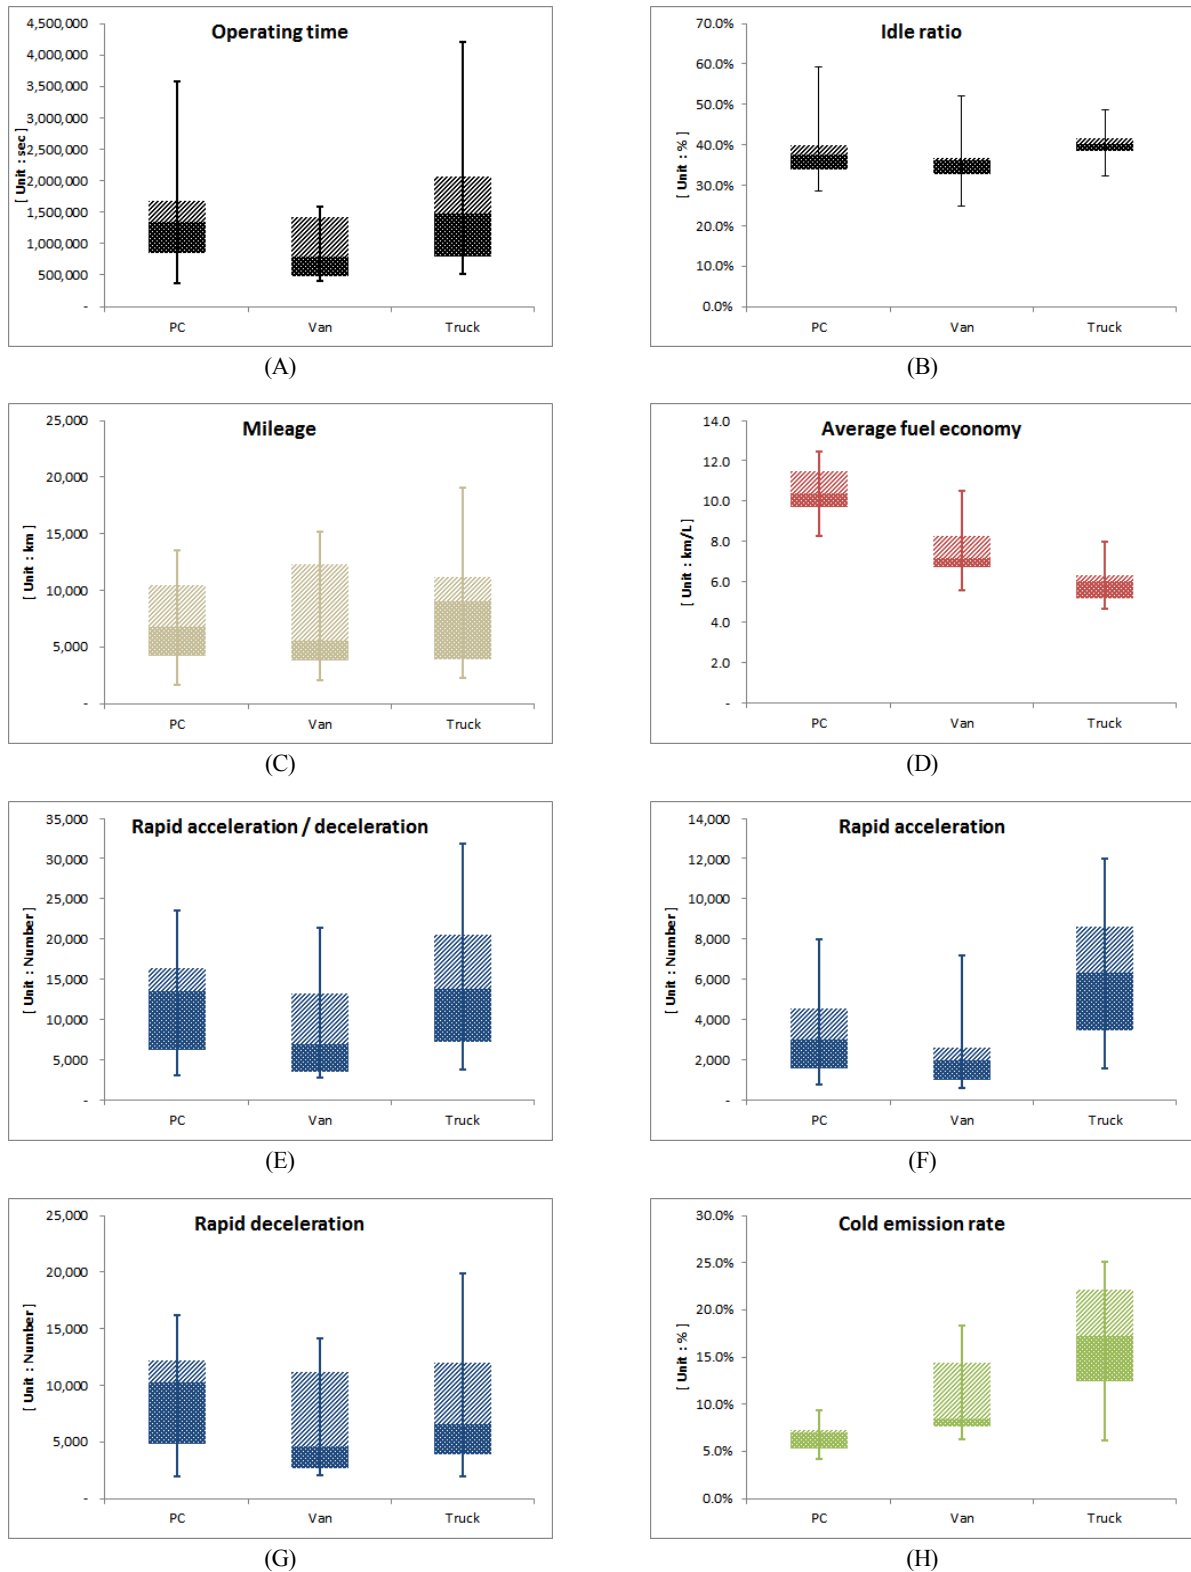 Operating time
[ Unit : sec ]
4,500,000
4,000,000
3,500,000
3,000,000
2,500,000
2,000,000
1,500,000
1,000,000
500,000
-
PC Van Truck
(A)
Idle ratio
[ Unit : % ]
70.0%
60.0%
50.0%
40.0%
30.0%
20.0%
10.0%
0.0%
PC Van Truck
(B)
Mileage
[ Unit : km ]
25,000
20,000
15,000
10,000
5,000
-
PC Van Truck
(C)
Average fuel economy
[ Unit : km/L ]
14.0
12.0
10.0
8.0
6.0
4.0
2.0
-
PC Van Truck
(D)
Rapid acceleration / deceleration
[ Unit : Number ]
35,000
30,000
25,000
20,000
15,000
10,000
5,000
-
PC Van Truck
(E)
Rapid acceleration
[ Unit : Number ]
14,000
12,000
10,000
8,000
6,000
4,000
2,000
-
PC Van Truck
(F)
Rapid deceleration
[ Unit : Number ]
25,000
20,000
15,000
10,000
5,000
-
PC Van Truck
(G)
Cold emission rate
[ Unit : % ]
30.0%
25.0%
20.0%
15.0%
10.0%
5.0%
0.0%
PC Van Truck
(H)